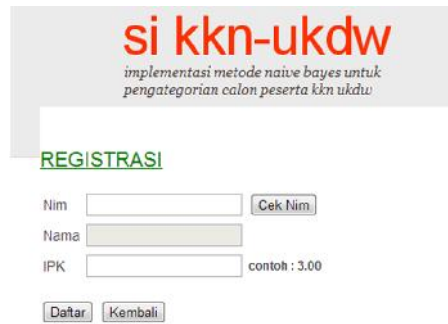 si kkn-ukdw
implementasi metode naive bayes untuk
pengategorian calon peserta kkn ukdw
REGISTRASI
Nim Cek Nim
Nama
IPK contoh : 3.00
Daftar Kembali